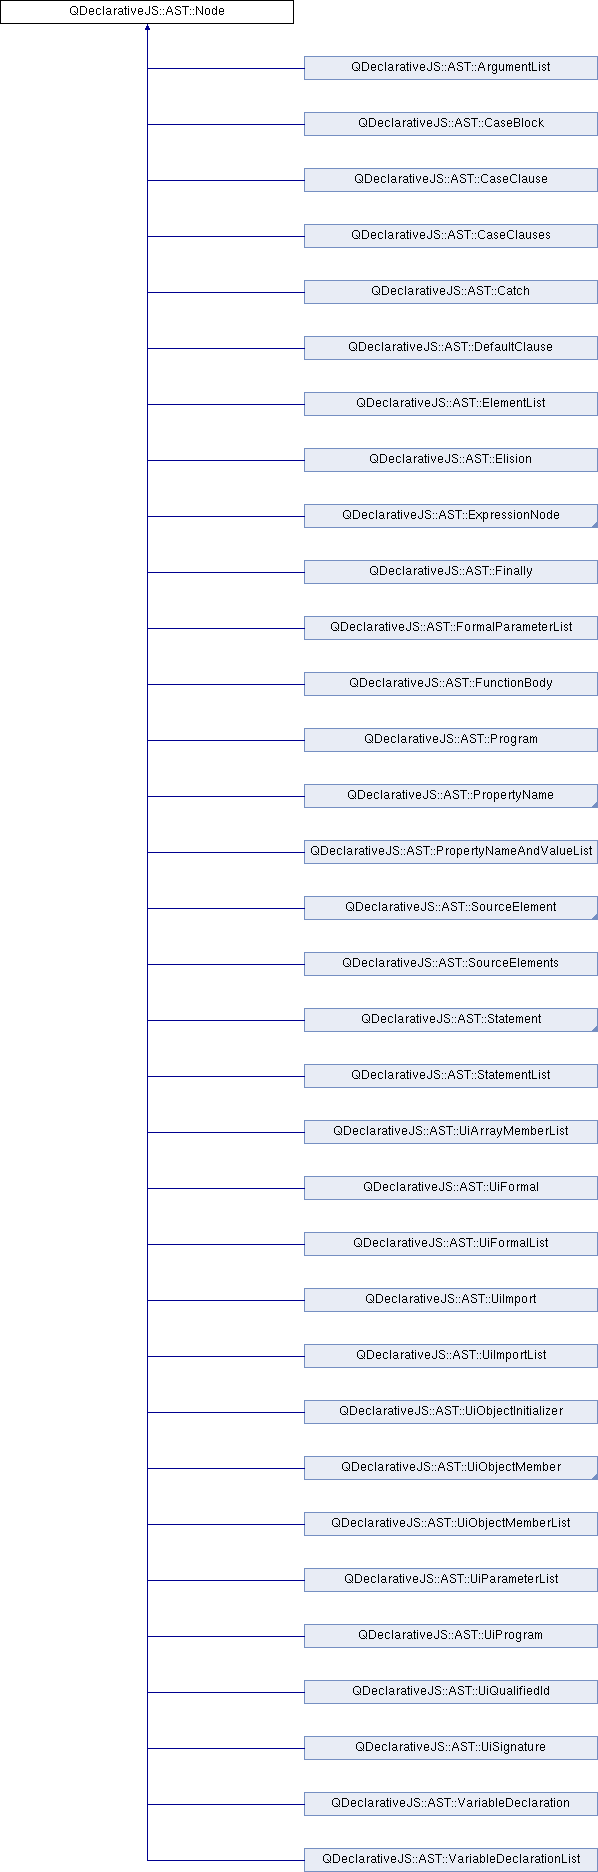 QDeclarativeJS::AST::Node
QDeclarativeJS::AST::ArgumentList
QDeclarativeJS::AST::CaseBlock
QDeclarativeJS::AST::CaseClause
QDeclarativeJS::AST::CaseClauses
QDeclarativeJS::AST::Catch
QDeclarativeJS::AST::DefaultClause
QDeclarativeJS::AST::ElementList
QDeclarativeJS::AST::Elision
QDeclarativeJS::AST::ExpressionNode
QDeclarativeJS::AST::Finally
QDeclarativeJS::AST::FormalParameterList
QDeclarativeJS::AST::FunctionBody
QDeclarativeJS::AST::Program
QDeclarativeJS::AST::PropertyName
QDeclarativeJS::AST::PropertyNameAndValueList
QDeclarativeJS::AST::SourceElement
QDeclarativeJS::AST::SourceElements
QDeclarativeJS::AST::Statement
QDeclarativeJS::AST::StatementList
QDeclarativeJS::AST::UiArrayMemberList
QDeclarativeJS::AST::UiFormal
QDeclarativeJS::AST::UiFormalList
QDeclarativeJS::AST::UiImport
QDeclarativeJS::AST::UiImportList
QDeclarativeJS::AST::UiObjectInitializer
QDeclarativeJS::AST::UiObjectMember
QDeclarativeJS::AST::UiObjectMemberList
QDeclarativeJS::AST::UiParameterList
QDeclarativeJS::AST::UiProgram
QDeclarativeJS::AST::UiQualifiedId
QDeclarativeJS::AST::UiSignature
QDeclarativeJS::AST::VariableDeclaration
QDeclarativeJS::AST::VariableDeclarationList